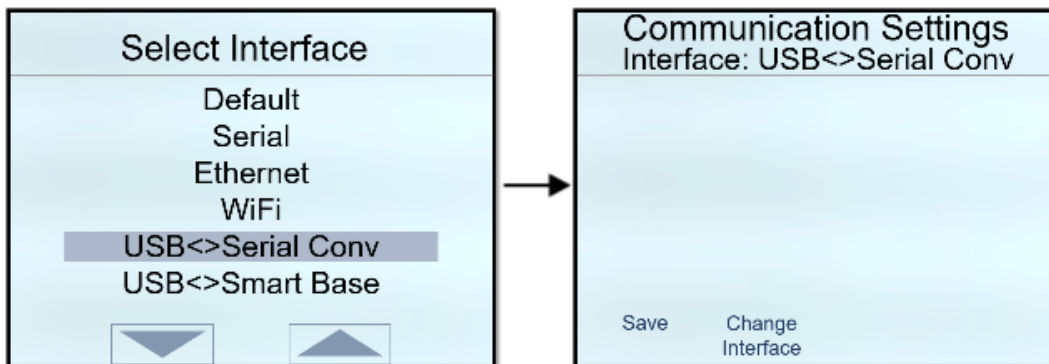 Select Interface
Default
Serial
Ethernet
WiFi
USB<>Serial Conv
USB<>Smart Base
Communication Settings
Interface: USB<>Serial Conv
Save
Change
Interface